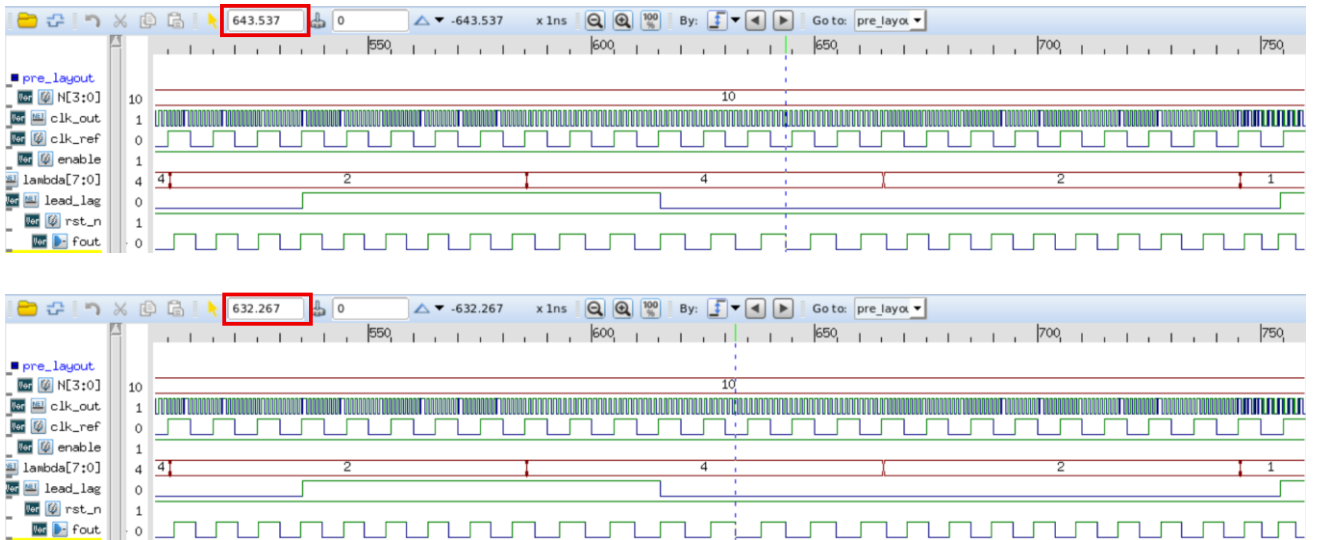 643.537 0 -643.537 x 1ns 100 % By: Go to: pre_layou
550 600 650 700 750
pre_layout
N[3:0] 10 10
clk_out 1
clk_ref 0
enable 1
lambda[7:0] 4 4 2 4 2 1
lead_lag 0
rst_n 1
fout 0
632.267 0 -632.267 x 1ns 100 % By: Go to: pre_layou
550 600 650 700 750
pre_layout
N[3:0] 10 10
clk_out 1
clk_ref 0
enable 1
lambda[7:0] 4 4 2 4 2 1
lead_lag 0
rst_n 1
fout 0